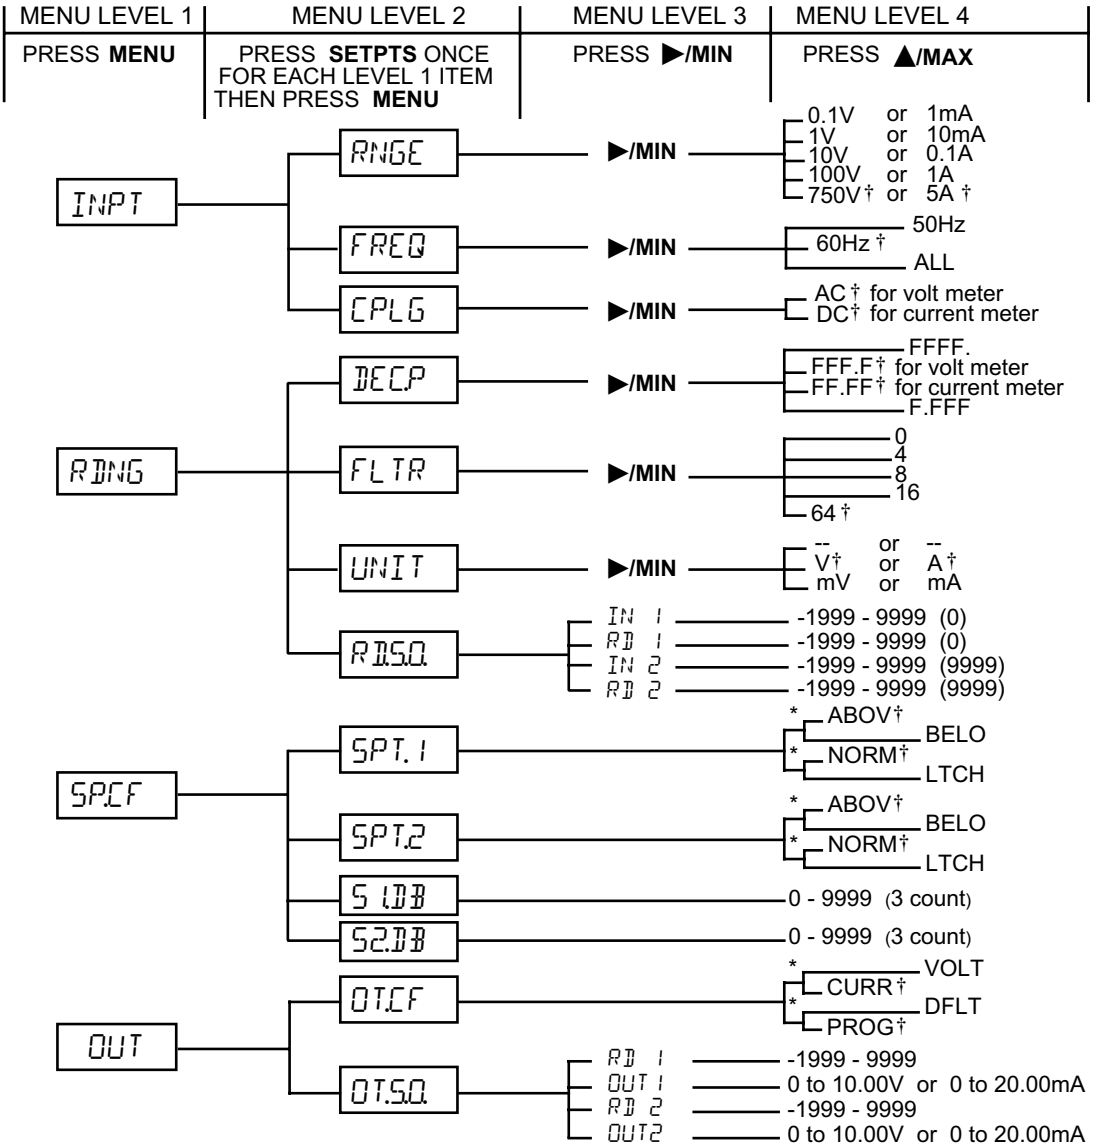 MENU LEVEL 1 MENU LEVEL 2 MENU LEVEL 3 MENU LEVEL 4
PRESS MENU
PRESS SETPTS ONCE
FOR EACH LEVEL 1 ITEM
THEN PRESS MENU
PRESS ▶/MIN
PRESS ▲/MAX
INPT
RNGE
▶/MIN
0.1V or 1mA
1V or 10mA
10V or 0.1A
100V or 1A
750V† or 5A †
FREQ
▶/MIN
50Hz
60Hz †
ALL
CPLG
▶/MIN
AC† for volt meter
DC† for current meter
RDNG
DEC.P
▶/MIN
FFFF.
FFF.F† for volt meter
FF.FF† for current meter
F.FFF
FLTR
▶/MIN
0
4
8
16
64 †
UNIT
▶/MIN
-- or --
V† or A†
mV or mA
RD.S.O.
IN 1 -1999 - 9999 (0)
RD 1 -1999 - 9999 (0)
IN 2 -1999 - 9999 (9999)
RD 2 -1999 - 9999 (9999)
SP.CF
SPT.1
* ABOV†
BELO
* NORM†
LTCH
SPT.2
* ABOV†
BELO
* NORM†
LTCH
S1.DB
0 - 9999 (3 count)
S2.DB
0 - 9999 (3 count)
OUT
OT.CF
* VOLT
CURR†
* DFLT
PROG†
OT.S.O.
RD 1 -1999 - 9999
OUT1 0 to 10.00V or 0 to 20.00mA
RD 2 -1999 - 9999
OUT2 0 to 10.00V or 0 to 20.00mA